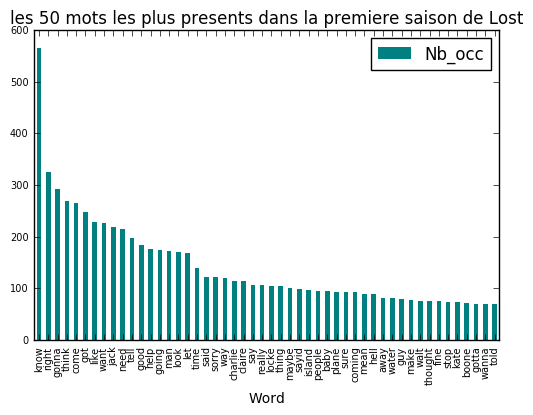 les 50 mots les plus presents dans la premiere saison de Lost
Nb_occ
600
500
400
300
200
100
0
know
right
gonna
think
come
got
like
want
jack
need
tell
good
help
going
man
look
let
time
said
sorry
way
charlie
claire
say
really
locke
thing
maybe
sayid
island
people
baby
plane
sure
coming
mean
hell
away
water
guy
make
wait
thought
fine
stop
kate
boone
gotta
wanna
told
Word